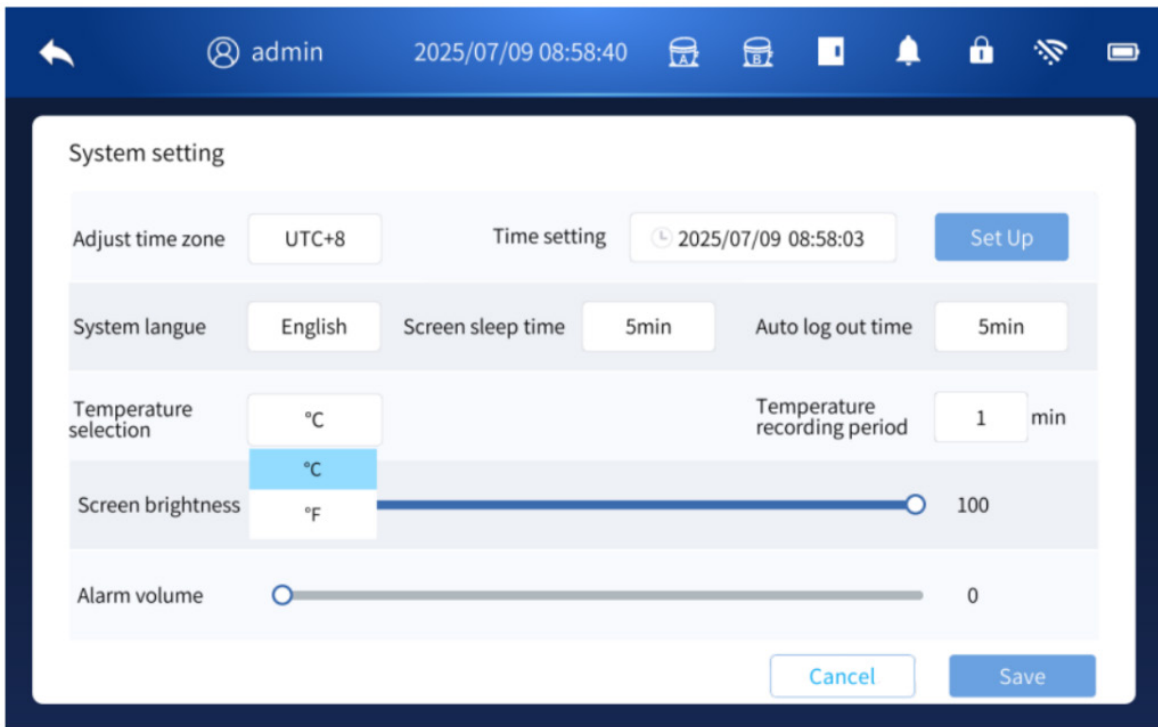 admin 2025/07/09 08:58:40 A B
System setting
Adjust time zone UTC+8 Time setting 2025/07/09 08:58:03 Set Up
System langue English Screen sleep time 5min Auto log out time 5min
Temperature
selection
°C
Temperature
recording period
1 min
°C
Screen brightness 100
°F
Alarm volume 0
Cancel Save